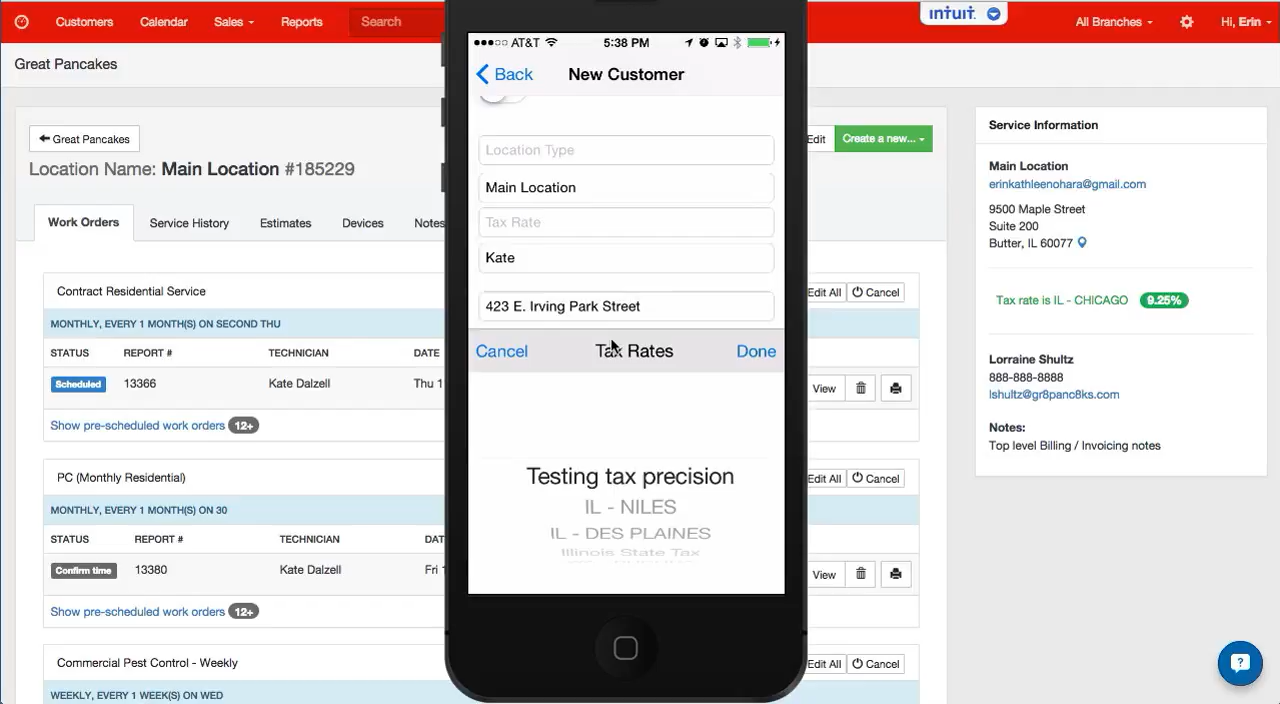 Customers
Calendar
Sales
Reports
Search
intuit.
All Branches
Hi, Erin
Great Pancakes
Great Pancakes
Location Name: Main Location #185229
Edit
Create a new...
Work Orders
Service History
Estimates
Devices
Notes
Contract Residential Service
Edit All
Cancel
MONTHLY, EVERY 1 MONTH(S) ON SECOND THU
STATUS
REPORT #
TECHNICIAN
DATE
Scheduled
13366
Kate Dalzell
Thu 1
View
Show pre-scheduled work orders 12+
PC (Monthly Residential)
Edit All
Cancel
MONTHLY, EVERY 1 MONTH(S) ON 30
STATUS
REPORT #
TECHNICIAN
DAT
Confirm time
13380
Kate Dalzell
Fri
View
Show pre-scheduled work orders 12+
Commercial Pest Control - Weekly
Edit All
Cancel
WEEKLY, EVERY 1 WEEK(S) ON WED
AT&T
5:38 PM
Back
New Customer
Location Type
Main Location
Tax Rate
Kate
423 E. Irving Park Street
Cancel
Tax Rates
Done
Testing tax precision
IL - NILES
IL - DES PLAINES
Illinois State Tax
Service Information
Main Location
erinkathleenohara@gmail.com
9500 Maple Street
Suite 200
Butter, IL 60077
Tax rate is IL - CHICAGO 9.25%
Lorraine Shultz
888-888-8888
lshultz@gr8panc8ks.com
Notes:
Top level Billing / Invoicing notes
?